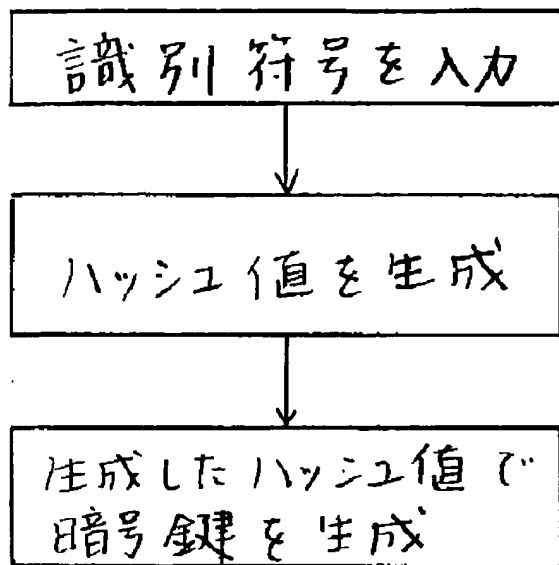 識別符号を入力
ハッシュ値を生成
生成したハッシュ値で
暗号鍵を生成